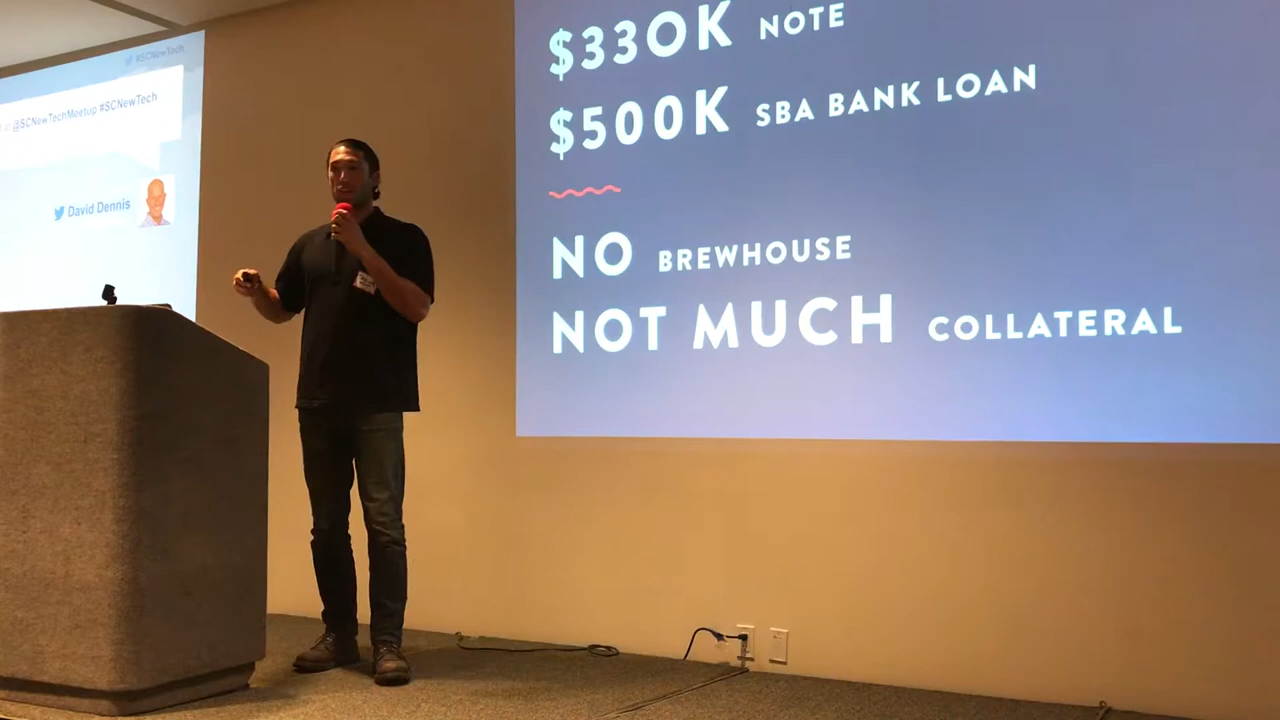 #SCNewTech
@SCNewTechMeetup #SCNewTech
David Dennis
$330K NOTE
$500K SBA BANK LOAN
NO BREWHOUSE
NOT MUCH COLLATERAL